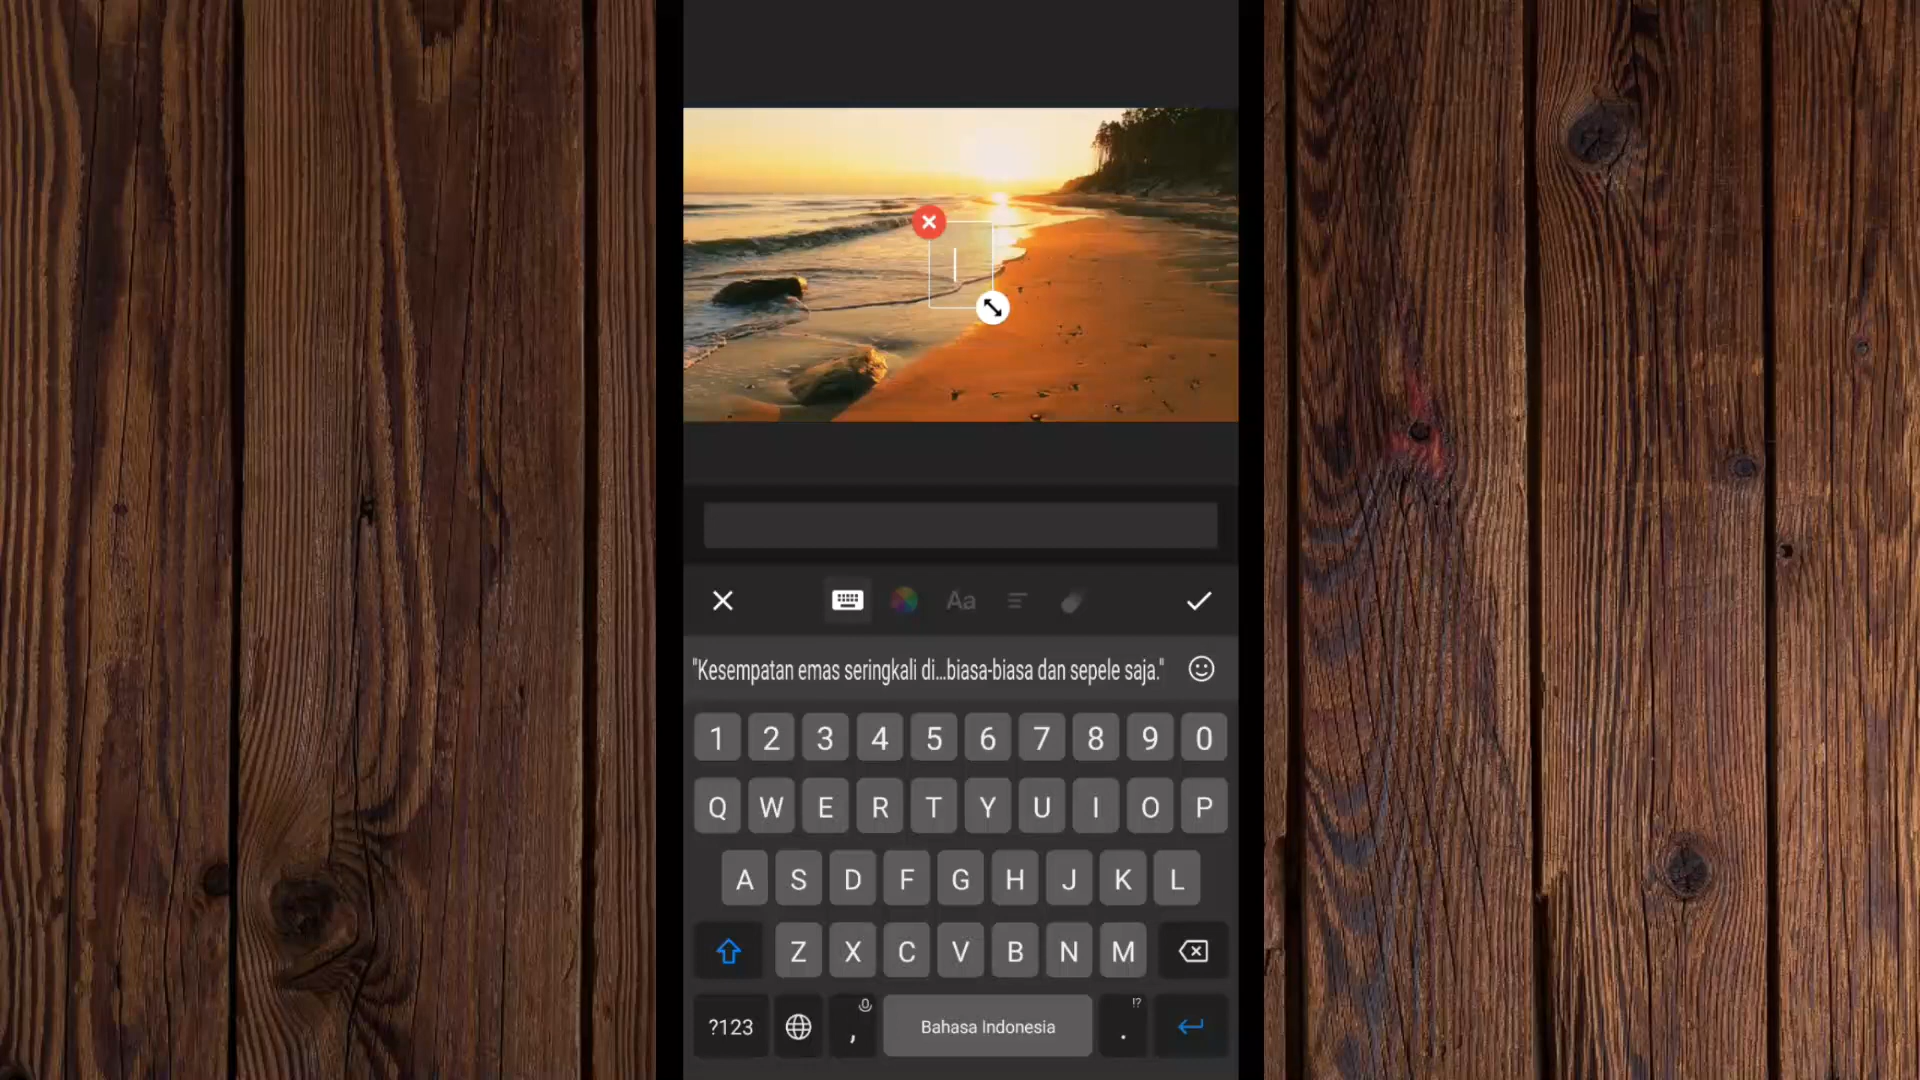 Aa
"Kesempatan emas seringkali di...biasa-biasa dan sepele saja."
1 2 3 4 5 6 7 8 9 0
Q W E R T Y U I O P
A S D F G H J K L
Z X C V B N M
?123 , Bahasa Indonesia . !?